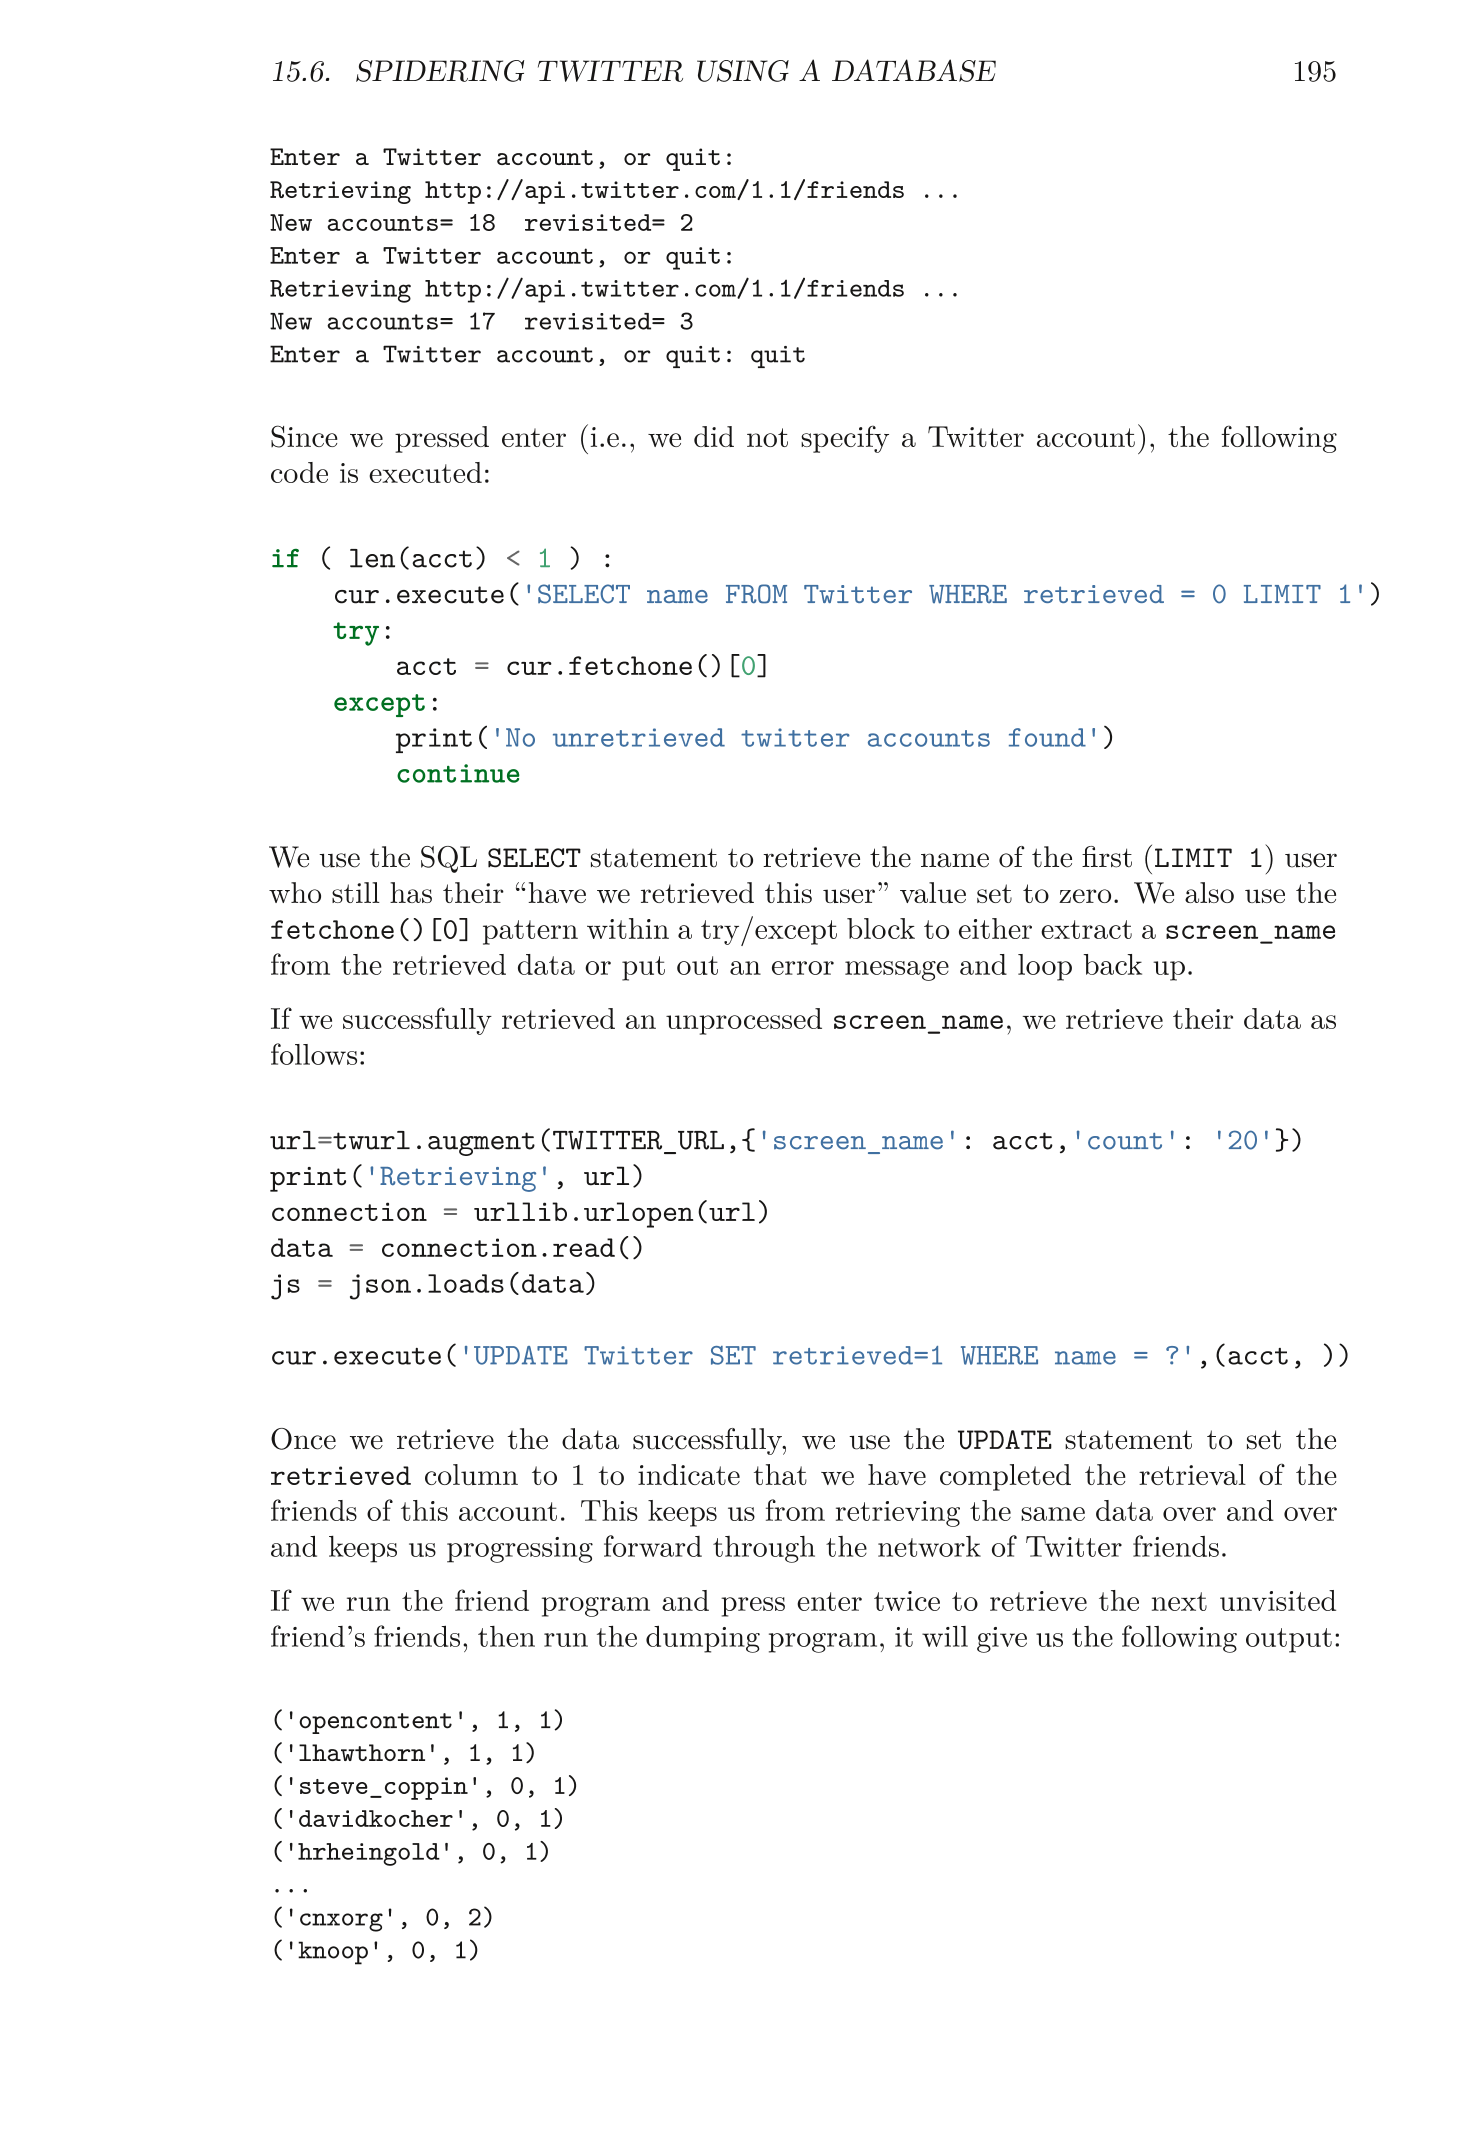 15.6. SPIDERING TWITTER USING A DATABASE 195
Enter a Twitter account, or quit:
Retrieving http://api.twitter.com/1.1/friends ...
New accounts= 18  revisited= 2
Enter a Twitter account, or quit:
Retrieving http://api.twitter.com/1.1/friends ...
New accounts= 17  revisited= 3
Enter a Twitter account, or quit: quit
Since we pressed enter (i.e., we did not specify a Twitter account), the following
code is executed:
if ( len(acct) < 1 ) :
    cur.execute('SELECT name FROM Twitter WHERE retrieved = 0 LIMIT 1')
    try:
        acct = cur.fetchone()[0]
    except:
        print('No unretrieved twitter accounts found')
        continue
We use the SQL SELECT statement to retrieve the name of the first (LIMIT 1) user
who still has their “have we retrieved this user” value set to zero. We also use the
fetchone()[0] pattern within a try/except block to either extract a screen_name
from the retrieved data or put out an error message and loop back up.
If we successfully retrieved an unprocessed screen_name, we retrieve their data as
follows:
url=twurl.augment(TWITTER_URL,{'screen_name': acct,'count': '20'})
print('Retrieving', url)
connection = urllib.urlopen(url)
data = connection.read()
js = json.loads(data)
cur.execute('UPDATE Twitter SET retrieved=1 WHERE name = ?',(acct, ))
Once we retrieve the data successfully, we use the UPDATE statement to set the
retrieved column to 1 to indicate that we have completed the retrieval of the
friends of this account. This keeps us from retrieving the same data over and over
and keeps us progressing forward through the network of Twitter friends.
If we run the friend program and press enter twice to retrieve the next unvisited
friend’s friends, then run the dumping program, it will give us the following output:
('opencontent', 1, 1)
('lhawthorn', 1, 1)
('steve_coppin', 0, 1)
('davidkocher', 0, 1)
('hrheingold', 0, 1)
...
('cnxorg', 0, 2)
('knoop', 0, 1)